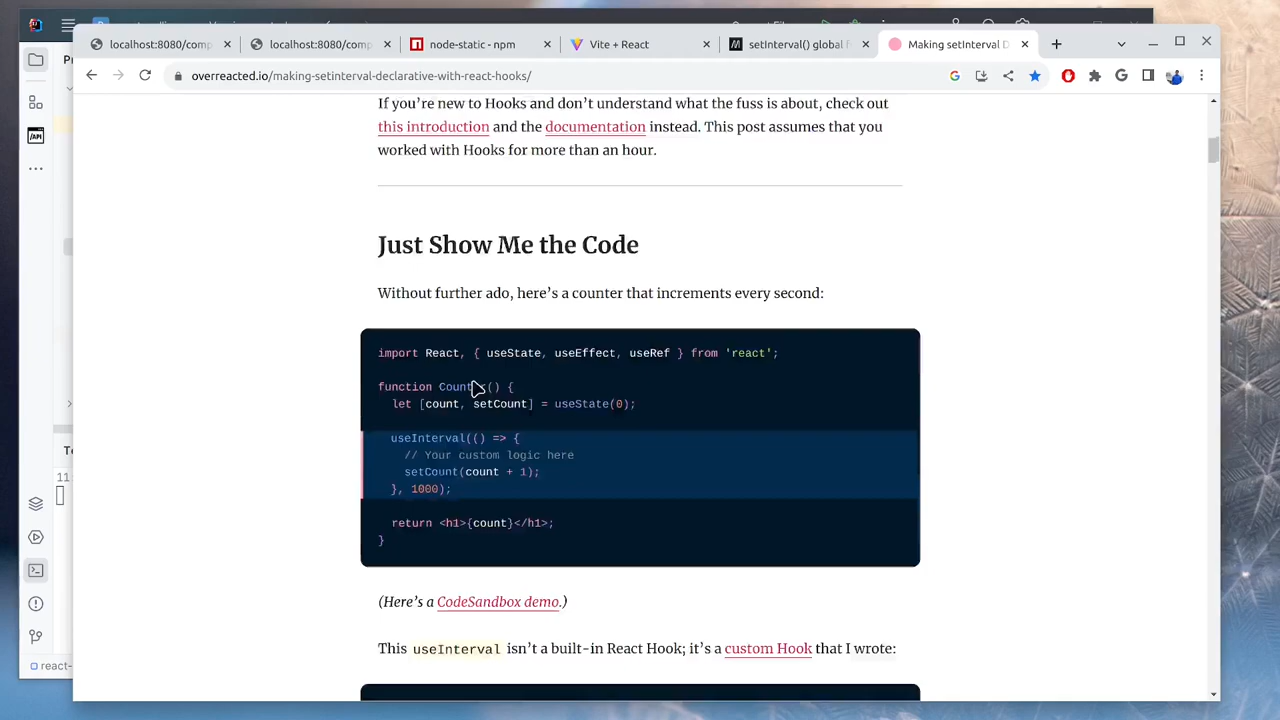 localhost:8080/comp
localhost:8080/comp
node-static - npm
Vite + React
setInterval() global f
Making setInterval D
overreacted.io/making-setinterval-declarative-with-react-hooks/
If you're new to Hooks and don't understand what the fuss is about, check out
this introduction and the documentation instead. This post assumes that you
worked with Hooks for more than an hour.
Just Show Me the Code
Without further ado, here's a counter that increments every second:
import React, { useState, useEffect, useRef } from 'react';
function Counter() {
let [count, setCount] = useState(0);
useInterval(() => {
// Your custom logic here
setCount(count + 1);
}, 1000);
return <h1>{count}</h1>;
}
(Here's a CodeSandbox demo.)
This useInterval isn't a built-in React Hook; it's a custom Hook that I wrote:
/API
11
react-